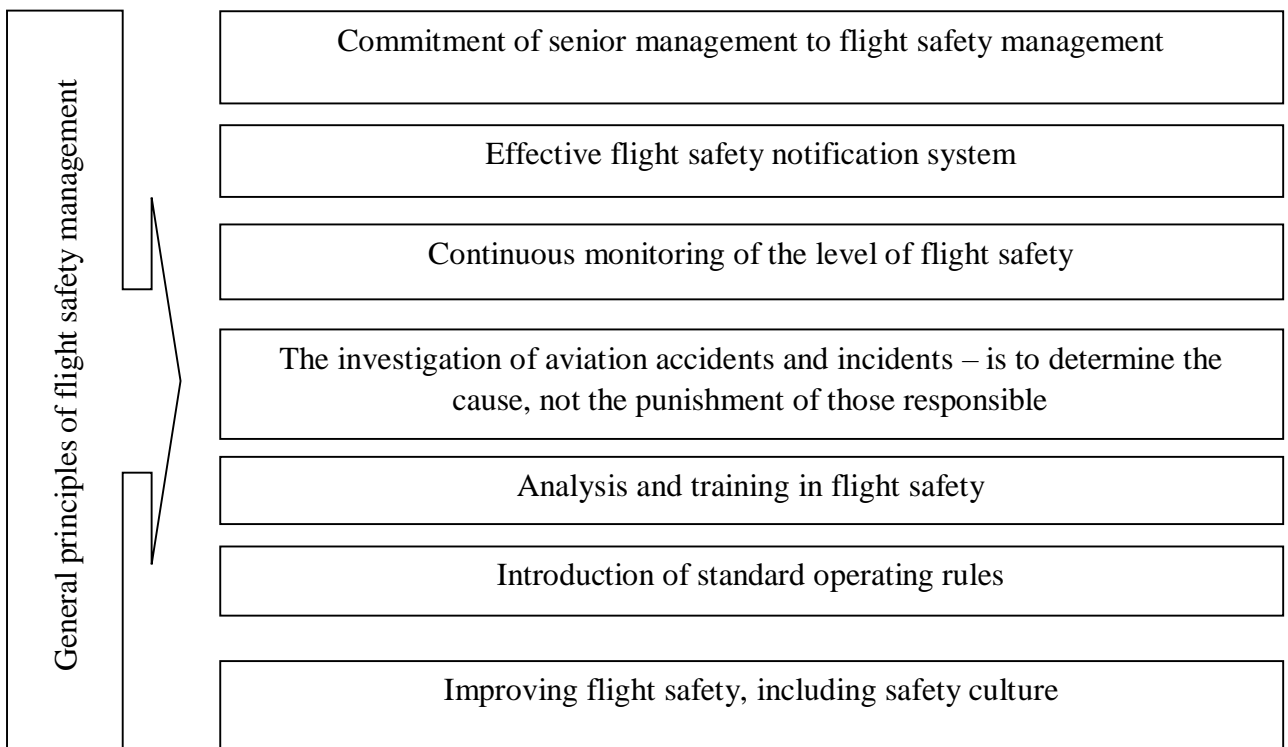 General principles of flight safety management
Commitment of senior management to flight safety management
Effective flight safety notification system
Continuous monitoring of the level of flight safety
The investigation of aviation accidents and incidents – is to determine the
cause, not the punishment of those responsible
Analysis and training in flight safety
Introduction of standard operating rules
Improving flight safety, including safety culture